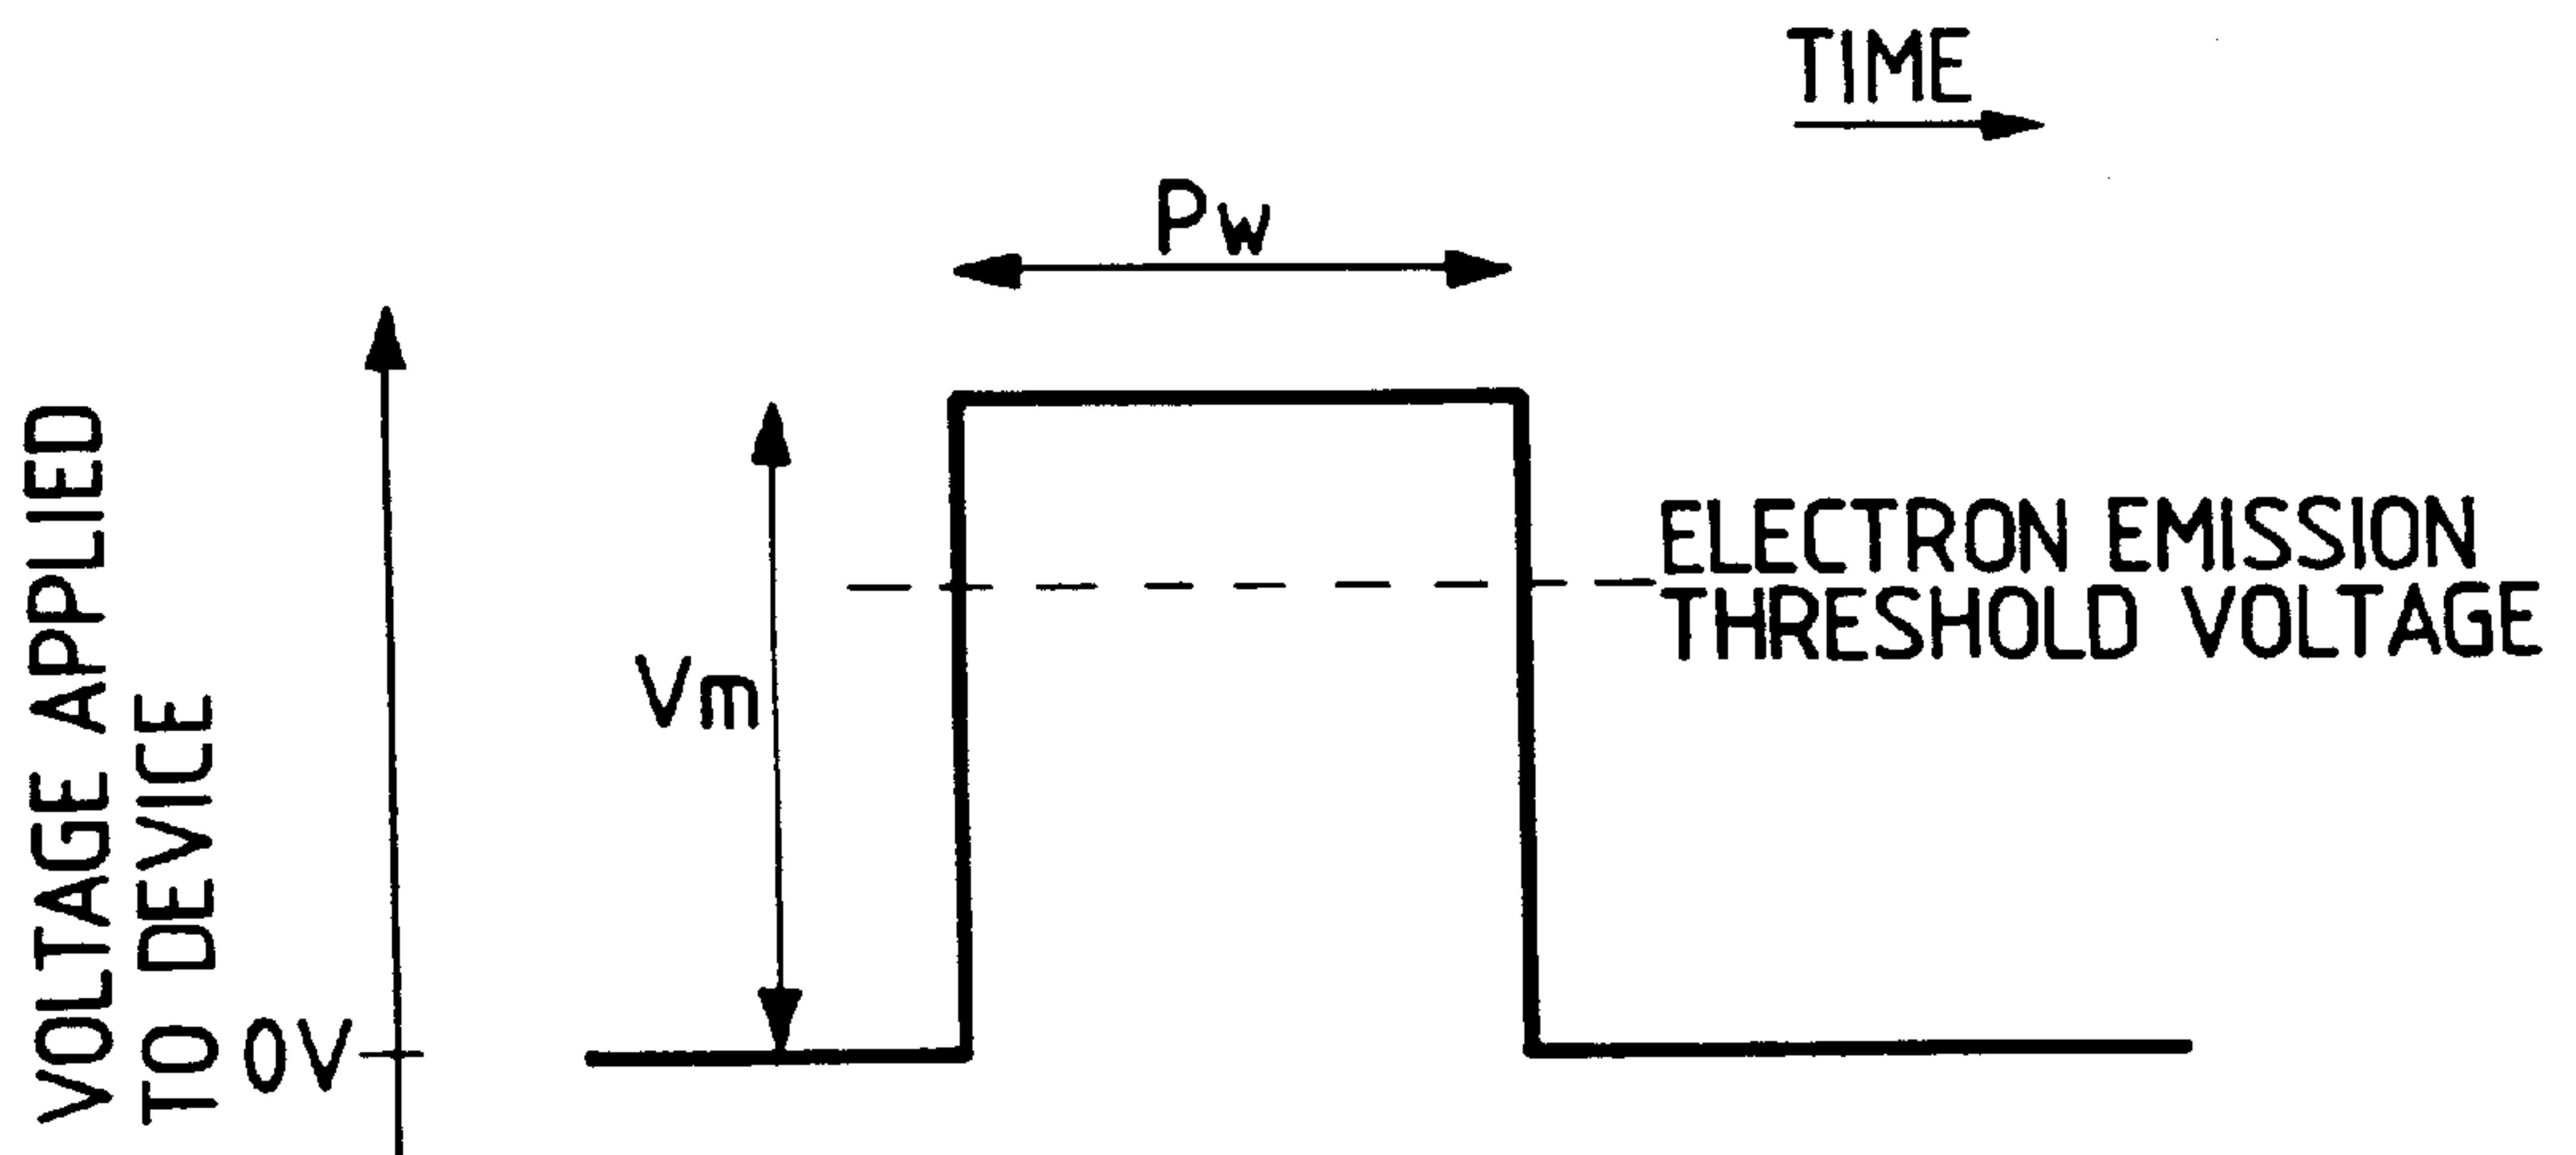 TIME
Pw
VOLTAGE APPLIED
TO DEVICE
Vm
ELECTRON EMISSION
THRESHOLD VOLTAGE
0V